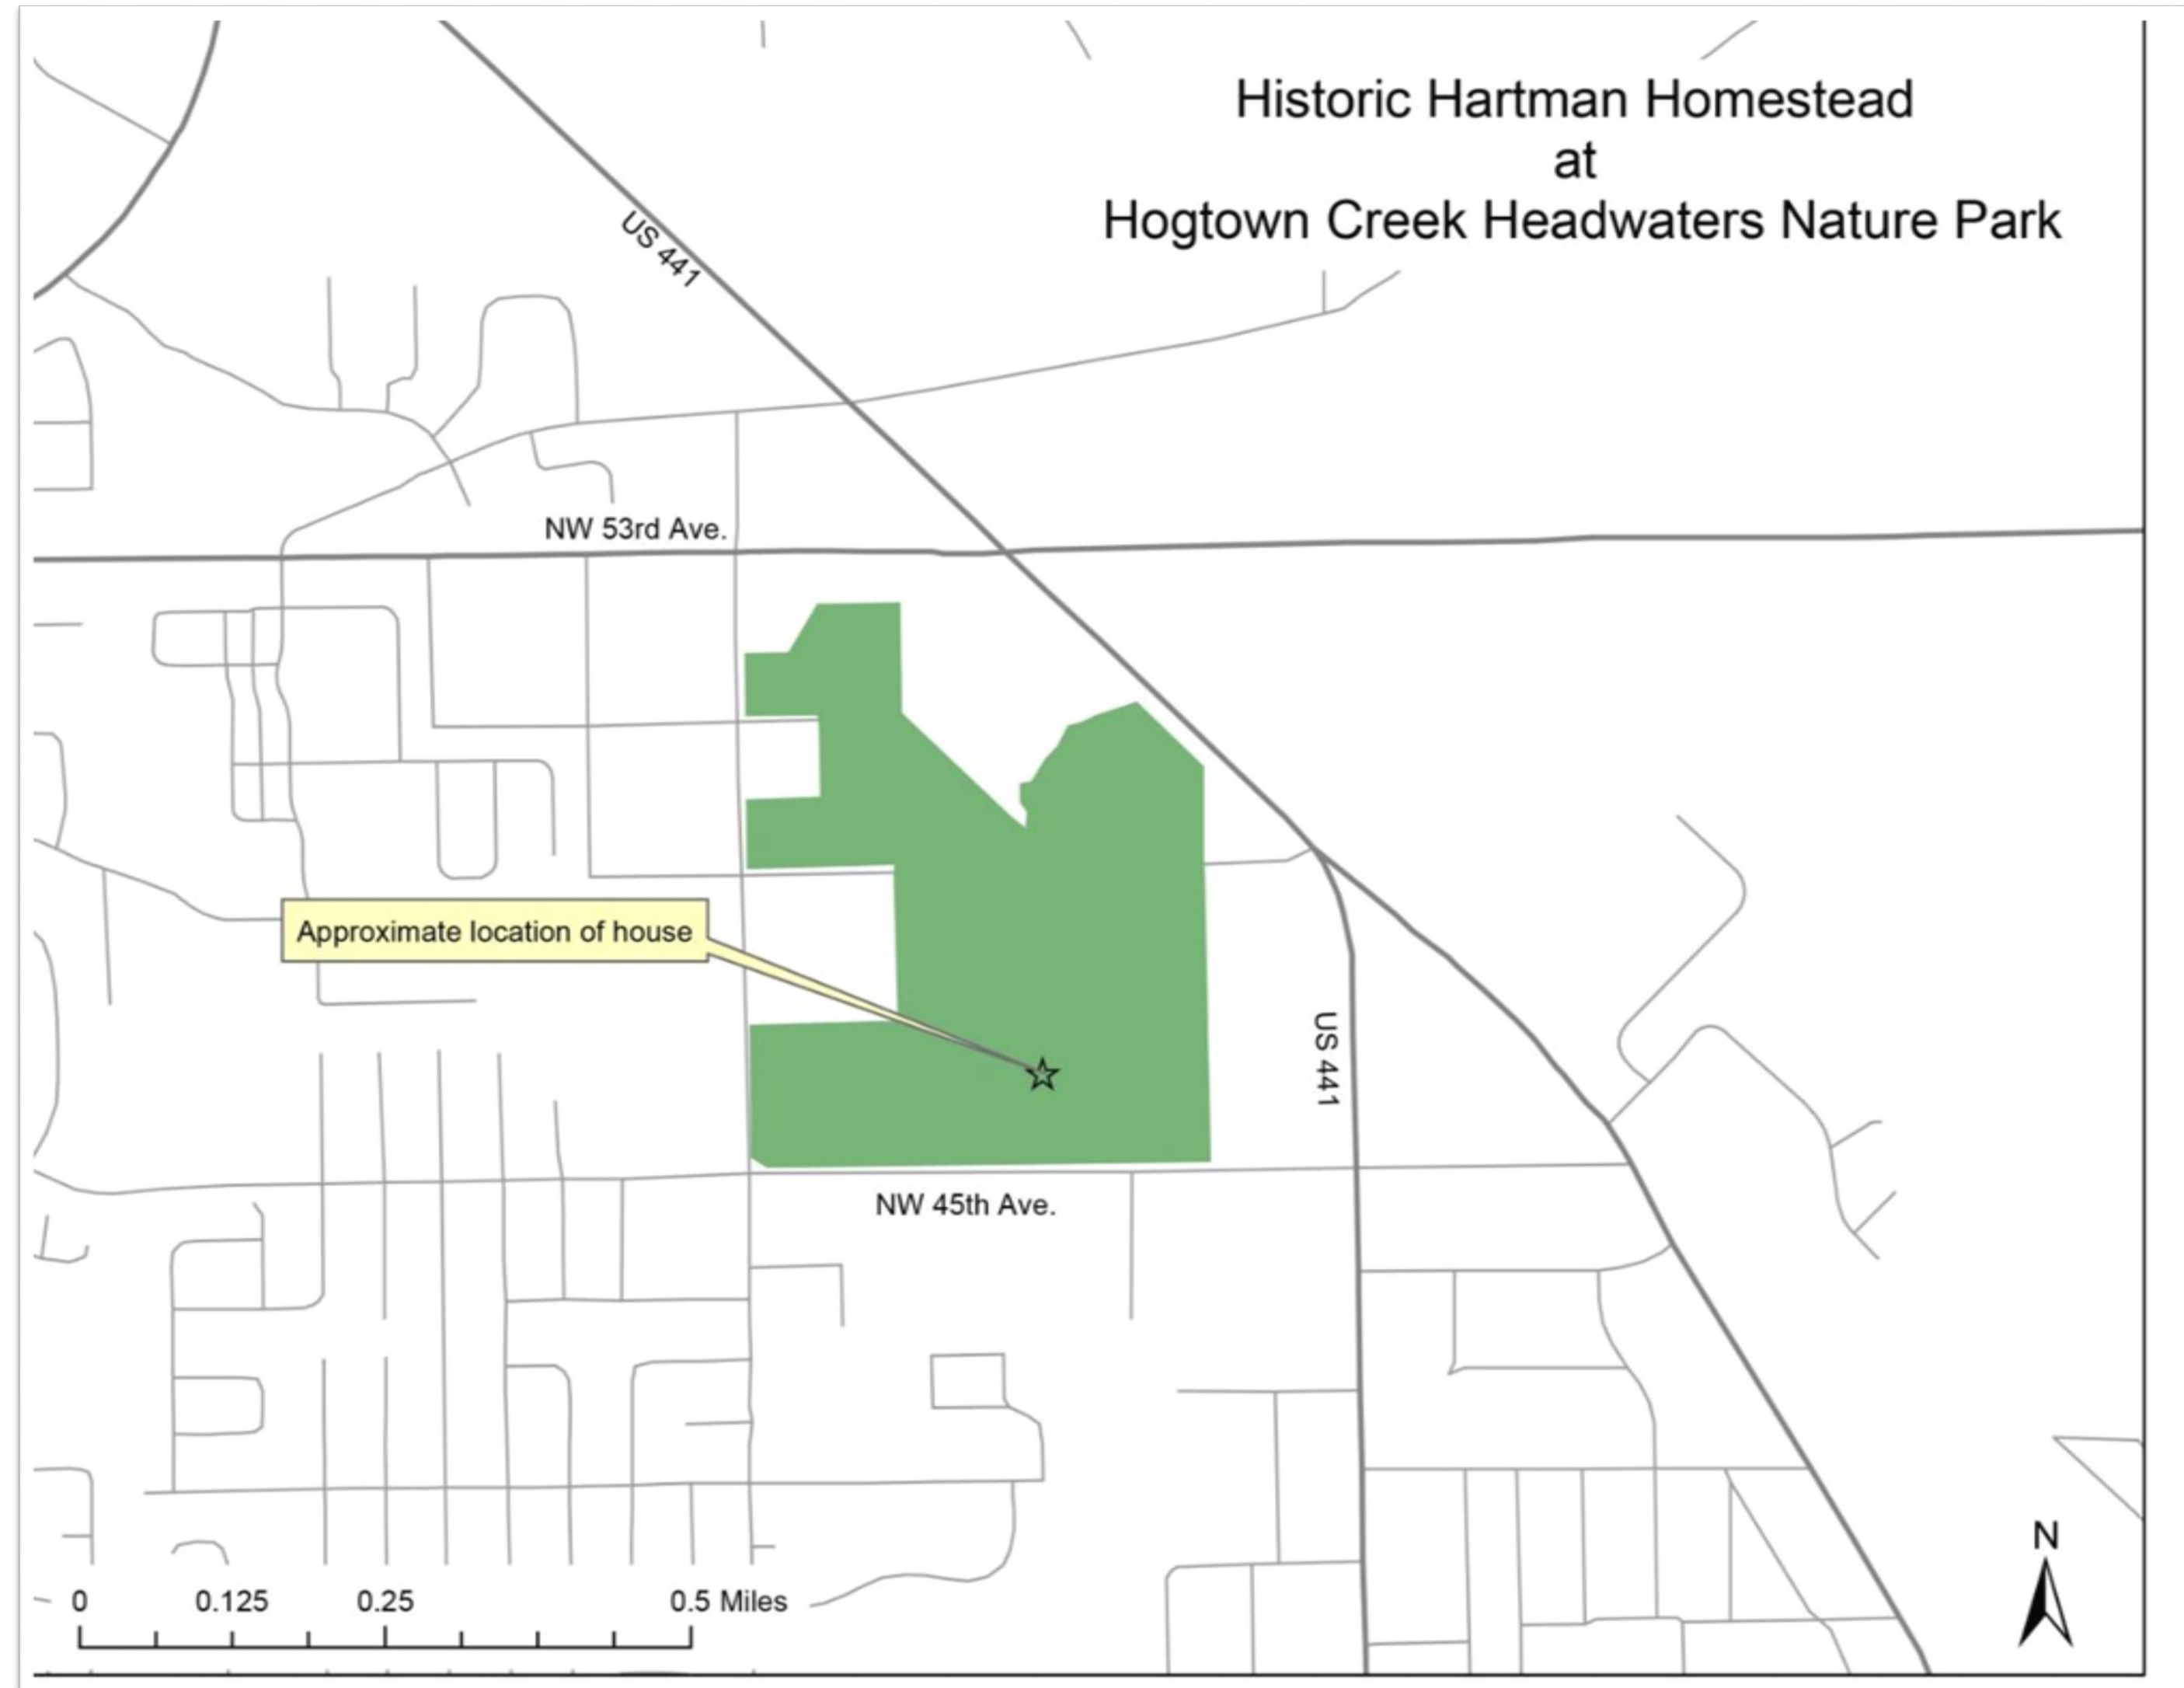 Historic Hartman Homestead
at
Hogtown Creek Headwaters Nature Park
US 441
NW 53rd Ave.
Approximate location of house
US 441
NW 45th Ave.
N
0 0.125 0.25 0.5 Miles